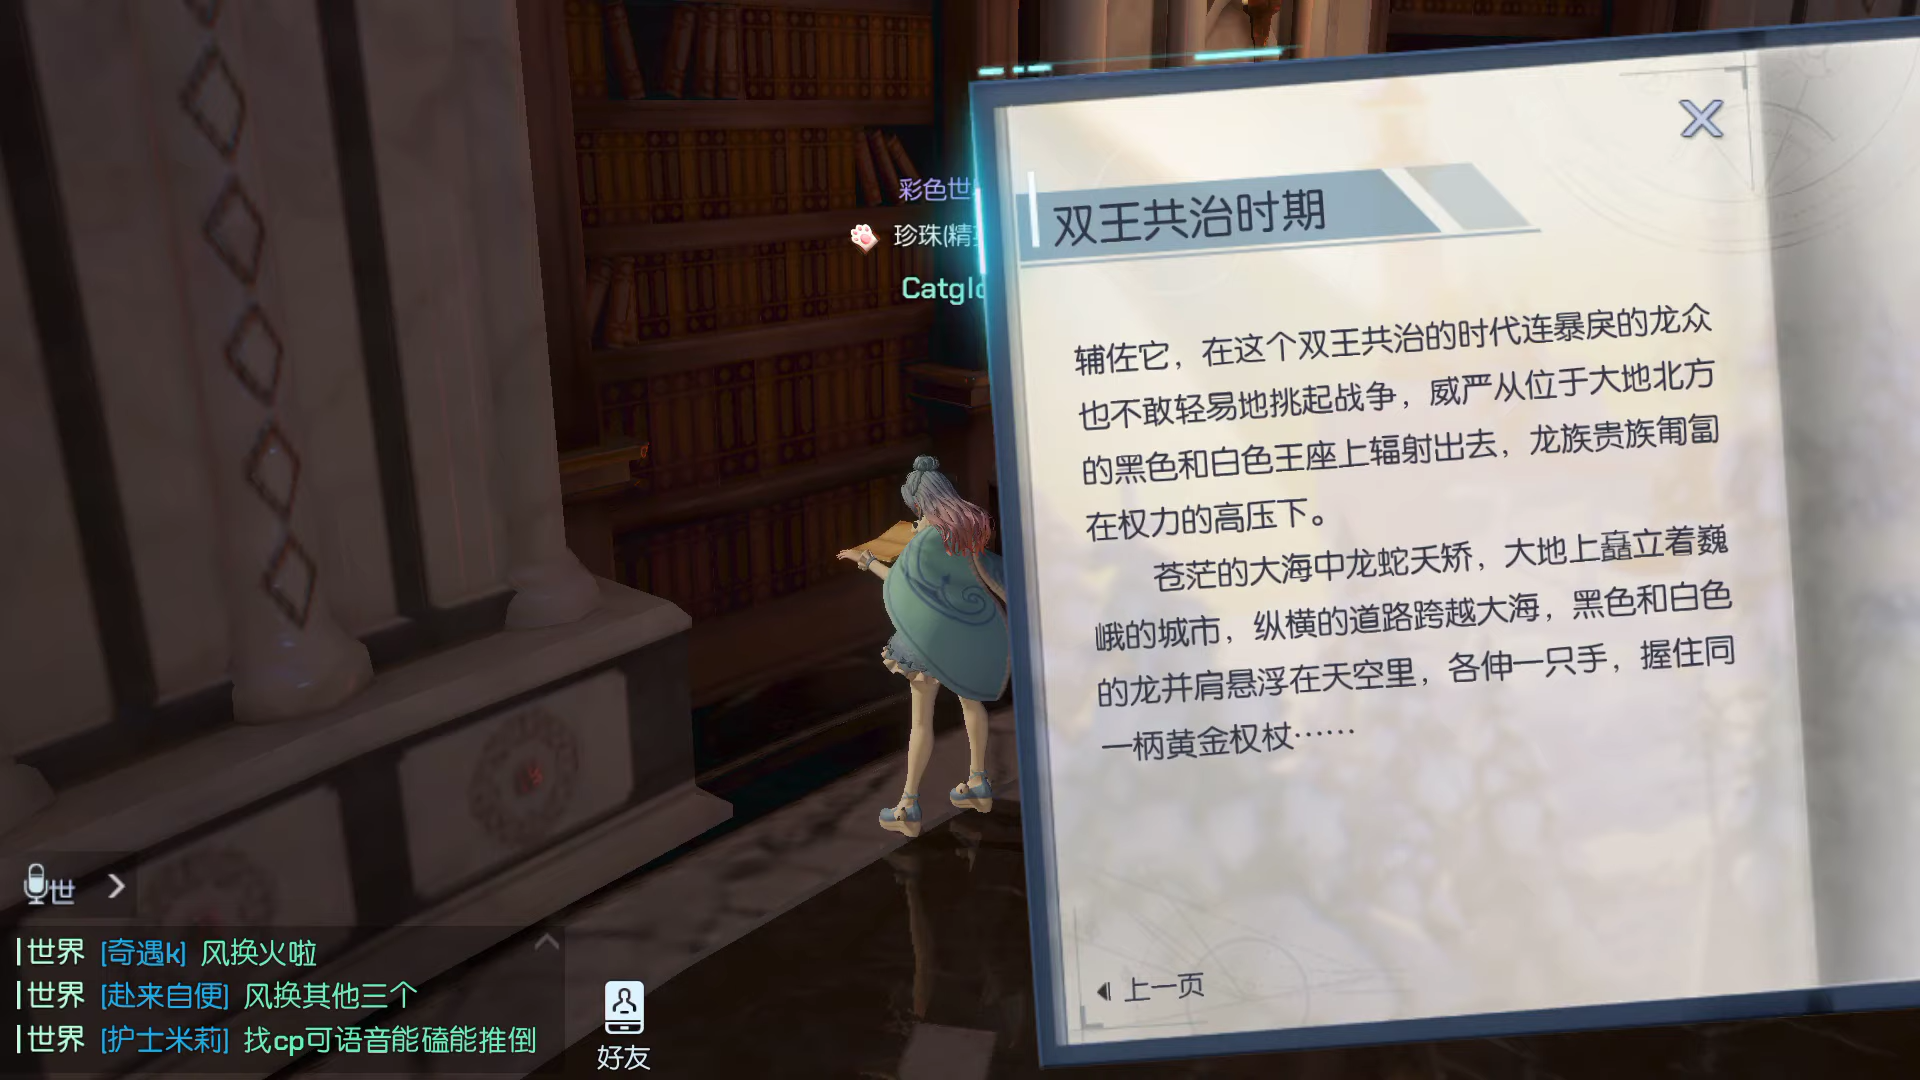 彩色世
珍珠(精
Catglo
双王共治时期
辅佐它，在这个双王共治的时代连暴戾的龙众
也不敢轻易地挑起战争，威严从位于大地北方
的黑色和白色王座上辐射出去，龙族贵族匍匐
在权力的高压下。
苍茫的大海中龙蛇夭矫，大地上矗立着巍
峨的城市，纵横的道路跨越大海，黑色和白色
的龙并肩悬浮在天空里，各伸一只手，握住同
一柄黄金权杖……
上一页
世
世界 [奇遇k] 风换火啦
世界 [赴来自便] 风换其他三个
世界 [护士米莉] 找cp可语音能磕能推倒
好友